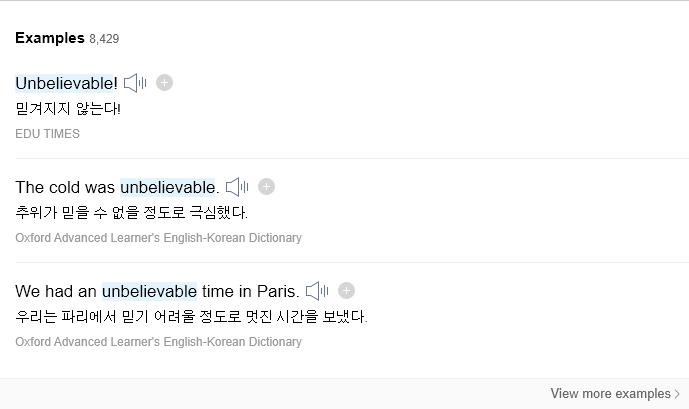 Examples 8,429
Unbelievable!
믿겨지지 않는다!
EDU TIMES
The cold was unbelievable.
추위가 믿을 수 없을 정도로 극심했다.
Oxford Advanced Learner's English-Korean Dictionary
We had an unbelievable time in Paris.
우리는 파리에서 믿기 어려울 정도로 멋진 시간을 보냈다.
Oxford Advanced Learner's English-Korean Dictionary
View more examples